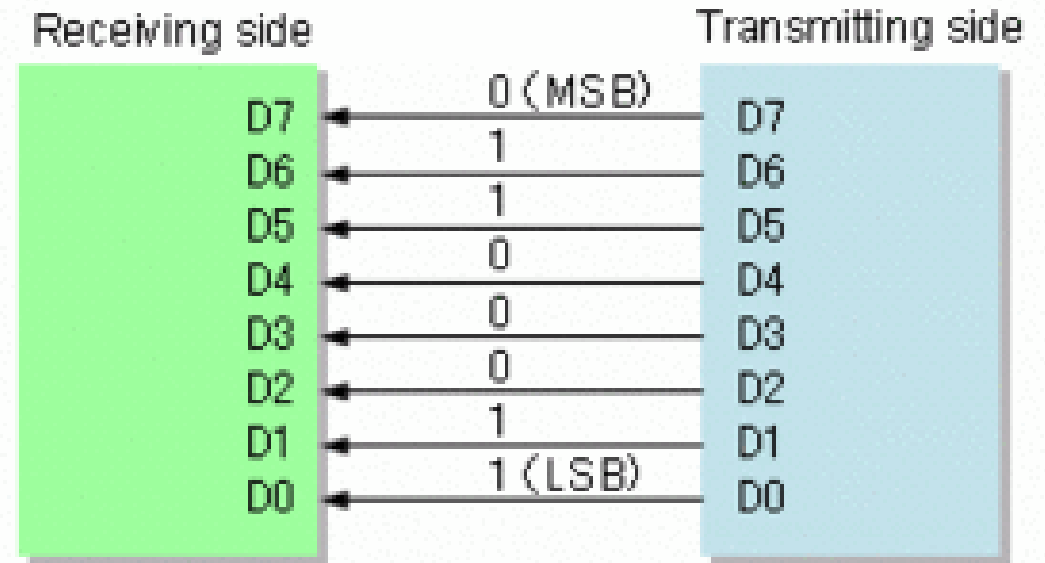 Receiving side Transmitting side
0 (MSB)
D7 D7
1
D6 D6
1
D5 D5
0
D4 D4
0
D3 D3
0
D2 D2
1
D1 D1
1 (LSB)
D0 D0